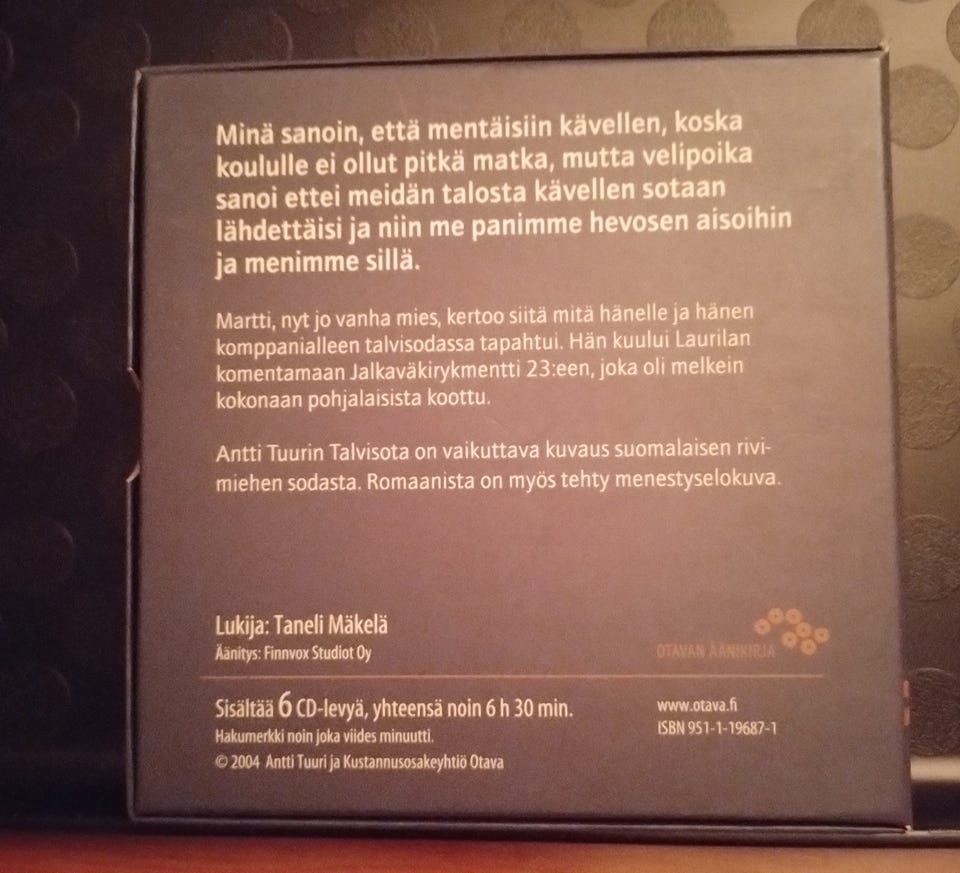 Minä sanoin, että mentäisiin kävellen, koska
koululle ei ollut pitkä matka, mutta velipoika
sanoi ettei meidän talosta kävellen sotaan
lähdettäisi ja niin me panimme hevosen aisoihin
ja menimme sillä.
Martti, nyt jo vanha mies, kertoo siitä mitä hänelle ja hänen
komppanialleen talvisodassa tapahtui. Hän kuului Laurilan
komentamaan Jalkaväkirykmentti 23:een, joka oli melkein
kokonaan pohjalaisista koottu.
Antti Tuurin Talvisota on vaikuttava kuvaus suomalaisen rivi-
miehen sodasta. Romaanista on myös tehty menestyselokuva.
Lukija: Taneli Mäkelä
Äänitys: Finnvox Studiot Oy
OTAVAN ÄÄNIKIRJA
Sisältää 6 CD-levyä, yhteensä noin 6 h 30 min.
Hakumerkki noin joka viides minuutti.
© 2004 Antti Tuuri ja Kustannusosakeyhtiö Otava
www.otava.fi
ISBN 951-1-19687-1